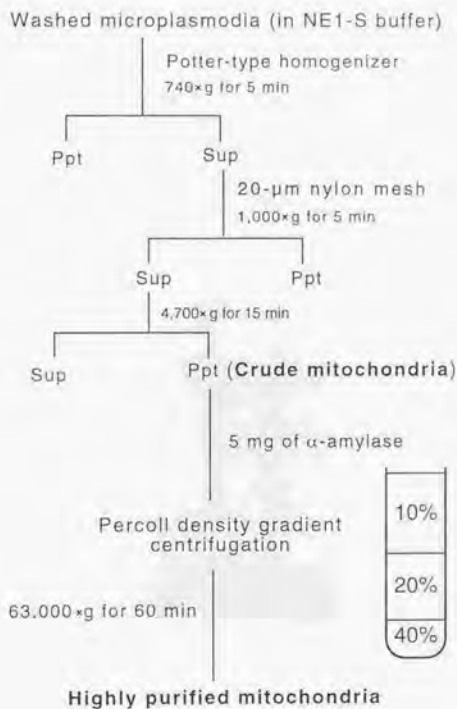 Washed microplasmodia (in NE1-S buffer)
Potter-type homogenizer
740×g for 5 min
Ppt Sup
20-μm nylon mesh
1,000×g for 5 min
Sup Ppt
4,700×g for 15 min
Sup Ppt (Crude mitochondria)
5 mg of α-amylase
Percoll density gradient
centrifugation
10%
20%
40%
63.000×g for 60 min
Highly purified mitochondria